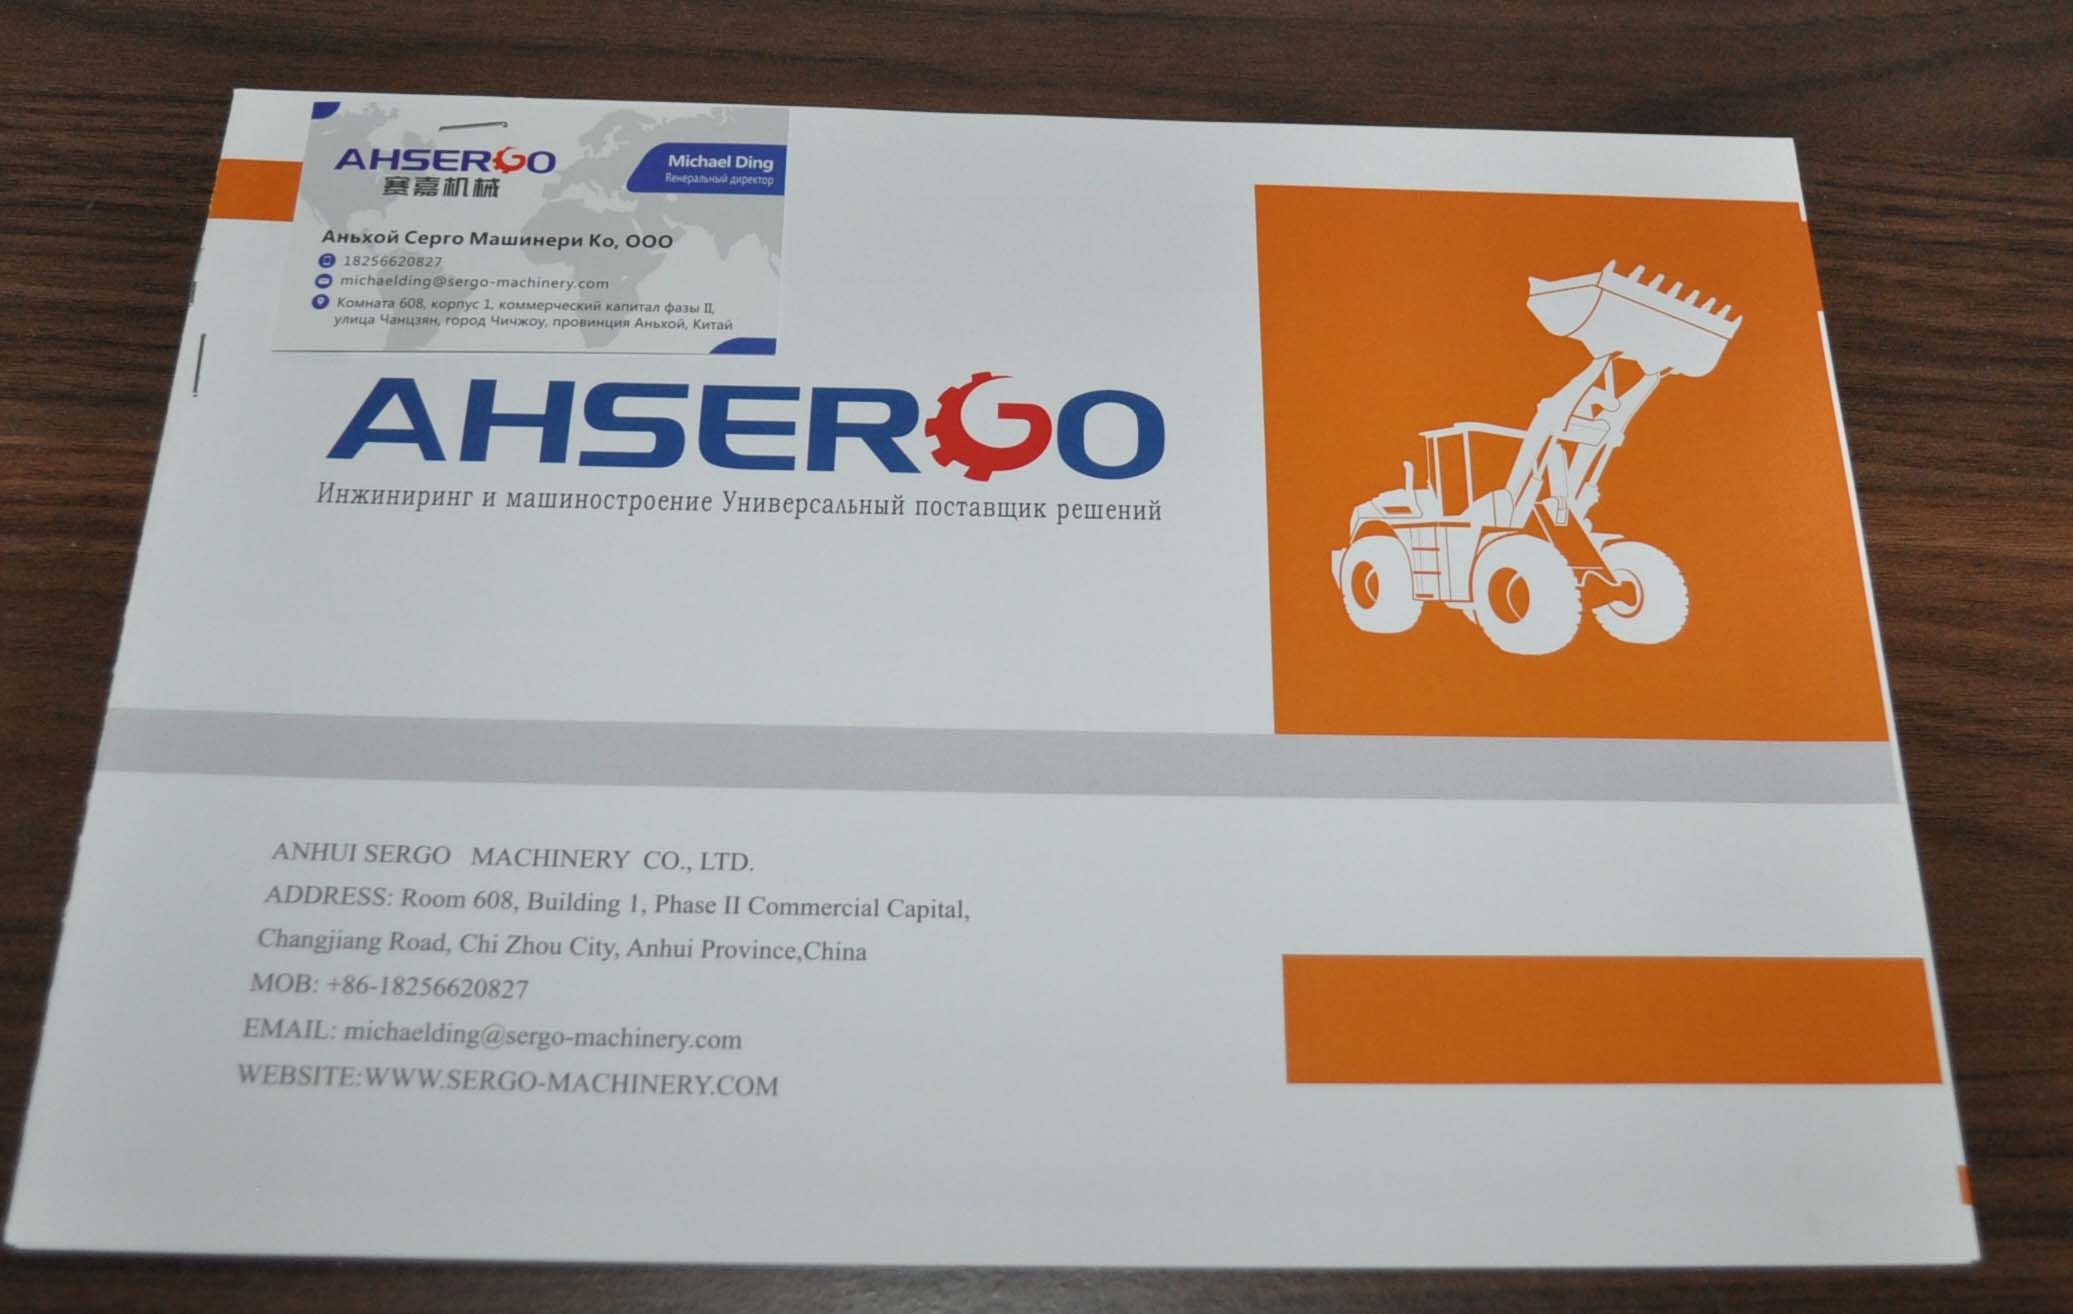 AHSERGO
赛嘉机械
Michael Ding
Генеральный директор
Аньхой Серго Машинери Ко, ООО
18256620827
michaelding@sergo-machinery.com
Комната 608, корпус 1, коммерческий капитал фазы II,
улица Чанцзян, город Чичжоу, провинция Аньхой, Китай
AHSERGO
Инжиниринг и машиностроение Универсальный поставщик решений
ANHUI SERGO MACHINERY CO., LTD.
ADDRESS: Room 608, Building 1, Phase II Commercial Capital,
Changjiang Road, Chi Zhou City, Anhui Province,China
MOB: +86-18256620827
EMAIL: michaelding@sergo-machinery.com
WEBSITE:WWW.SERGO-MACHINERY.COM